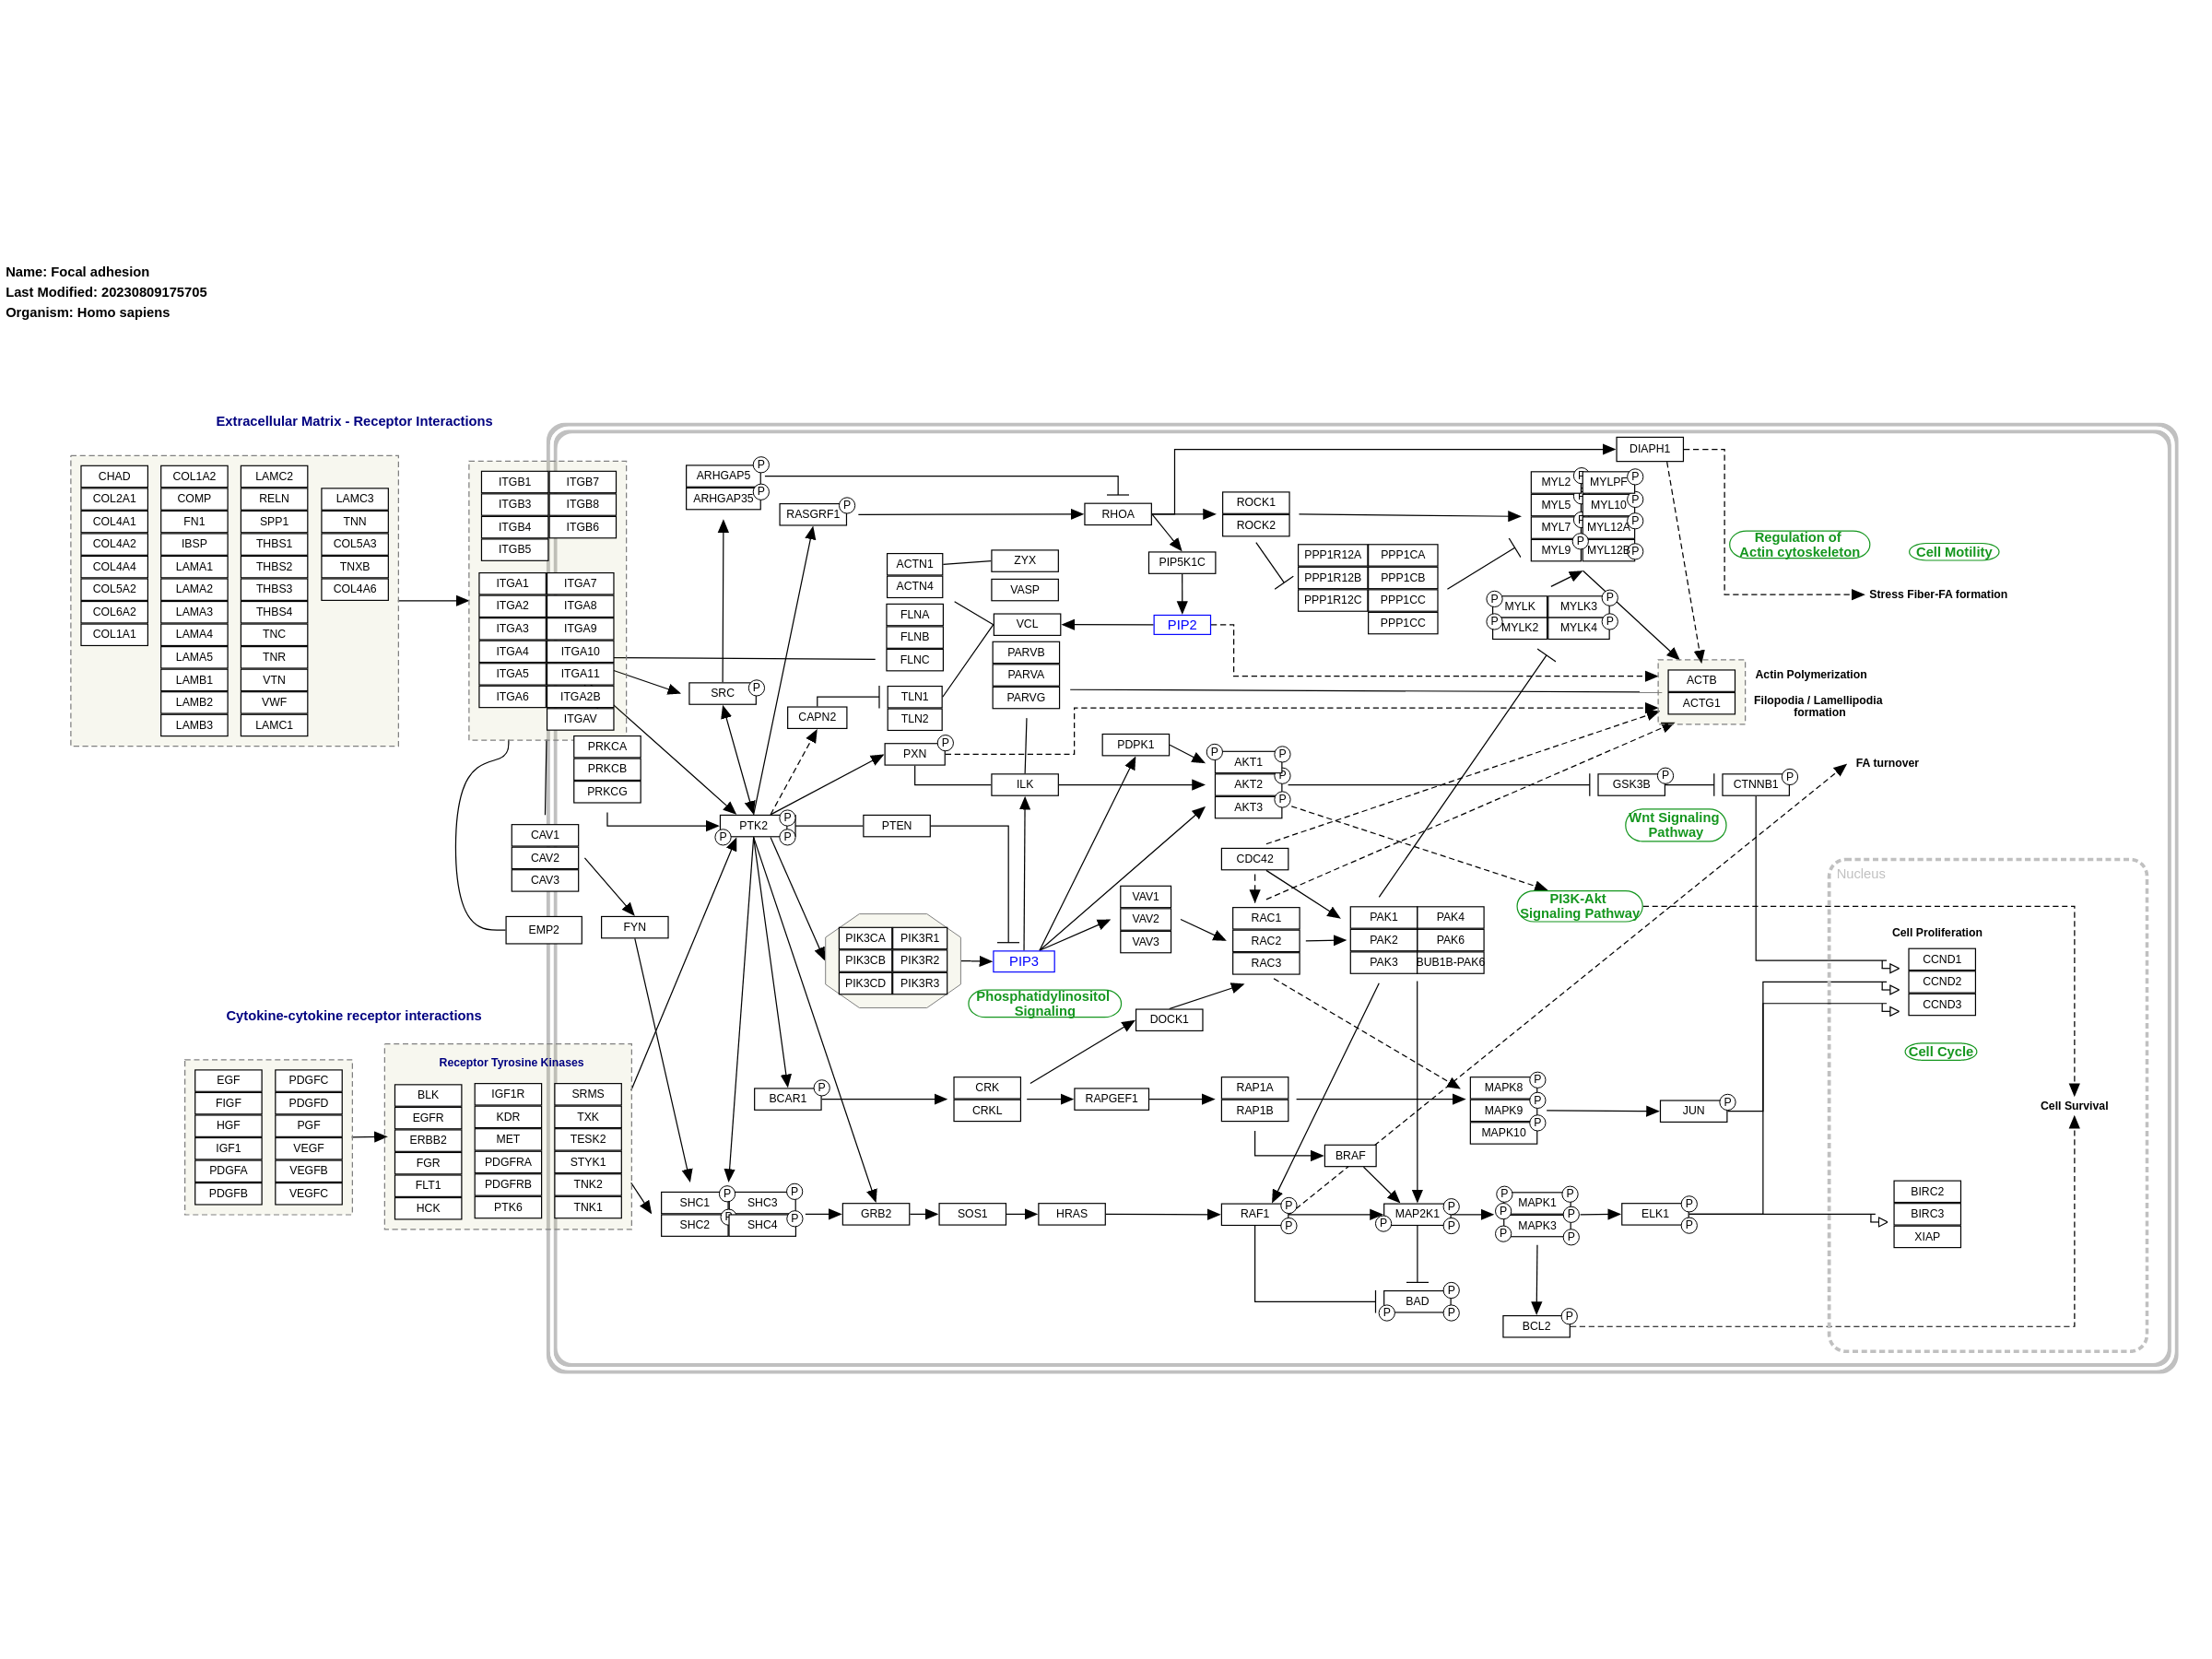 Name: Focal adhesion
Last Modified: 20230809175705
Organism: Homo sapiens
Extracellular Matrix - Receptor Interactions
CHAD
COL2A1
COL4A1
COL4A2
COL4A4
COL5A2
COL6A2
COL1A1
COL1A2
COMP
FN1
IBSP
LAMA1
LAMA2
LAMA3
LAMA4
LAMA5
LAMB1
LAMB2
LAMB3
LAMC2
RELN
SPP1
THBS1
THBS2
THBS3
THBS4
TNC
TNR
VTN
VWF
LAMC1
LAMC3
TNN
COL5A3
TNXB
COL4A6
ITGB1
ITGB3
ITGB4
ITGB5
ITGB7
ITGB8
ITGB6
ITGA1
ITGA2
ITGA3
ITGA4
ITGA5
ITGA6
ITGA7
ITGA8
ITGA9
ITGA10
ITGA11
ITGA2B
ITGAV
PRKCA
PRKCB
PRKCG
CAV1
CAV2
CAV3
EMP2
FYN
ARHGAP5
P
ARHGAP35
P
RASGRF1
P
SRC
P
CAPN2
PTK2
P
P
P
ACTN1
ACTN4
FLNA
FLNB
FLNC
TLN1
TLN2
PXN
P
PTEN
ZYX
VASP
VCL
PARVB
PARVA
PARVG
ILK
RHOA
PIP5K1C
PIP2
PDPK1
ROCK1
ROCK2
PPP1R12A
PPP1R12B
PPP1R12C
PPP1CA
PPP1CB
PPP1CC
PPP1CC
MYL2
P
MYL5
P
MYL7
P
MYL9
P
MYLPF
P
MYL10
P
MYL12A
P
MYL12B
P
MYLK
P
MYLK2
P
MYLK3
P
MYLK4
P
DIAPH1
Regulation of
Actin cytoskeleton
Cell Motility
Stress Fiber-FA formation
ACTB
ACTG1
Actin Polymerization
Filopodia / Lamellipodia
formation
FA turnover
AKT1
P
P
AKT2
P
AKT3
P
GSK3B
P
CTNNB1
P
Wnt Signaling
Pathway
PI3K-Akt
Signaling Pathway
CDC42
VAV1
VAV2
VAV3
RAC1
RAC2
RAC3
PAK1
PAK2
PAK3
PAK4
PAK6
BUB1B-PAK6
PIK3CA
PIK3CB
PIK3CD
PIK3R1
PIK3R2
PIK3R3
PIP3
Phosphatidylinositol
Signaling
DOCK1
Nucleus
Cell Proliferation
CCND1
CCND2
CCND3
Cell Cycle
Cell Survival
Cytokine-cytokine receptor interactions
EGF
FIGF
HGF
IGF1
PDGFA
PDGFB
PDGFC
PDGFD
PGF
VEGF
VEGFB
VEGFC
Receptor Tyrosine Kinases
BLK
EGFR
ERBB2
FGR
FLT1
HCK
IGF1R
KDR
MET
PDGFRA
PDGFRB
PTK6
SRMS
TXK
TESK2
STYK1
TNK2
TNK1
BCAR1
P
CRK
CRKL
RAPGEF1
RAP1A
RAP1B
MAPK8
P
MAPK9
P
MAPK10
P
JUN
P
BRAF
SHC1
P
SHC2
P
SHC3
P
SHC4
P
GRB2
SOS1
HRAS
RAF1
P
P
MAP2K1
P
P
P
MAPK1
P
P
P
MAPK3
P
P
P
ELK1
P
P
BAD
P
P
P
BCL2
P
BIRC2
BIRC3
XIAP